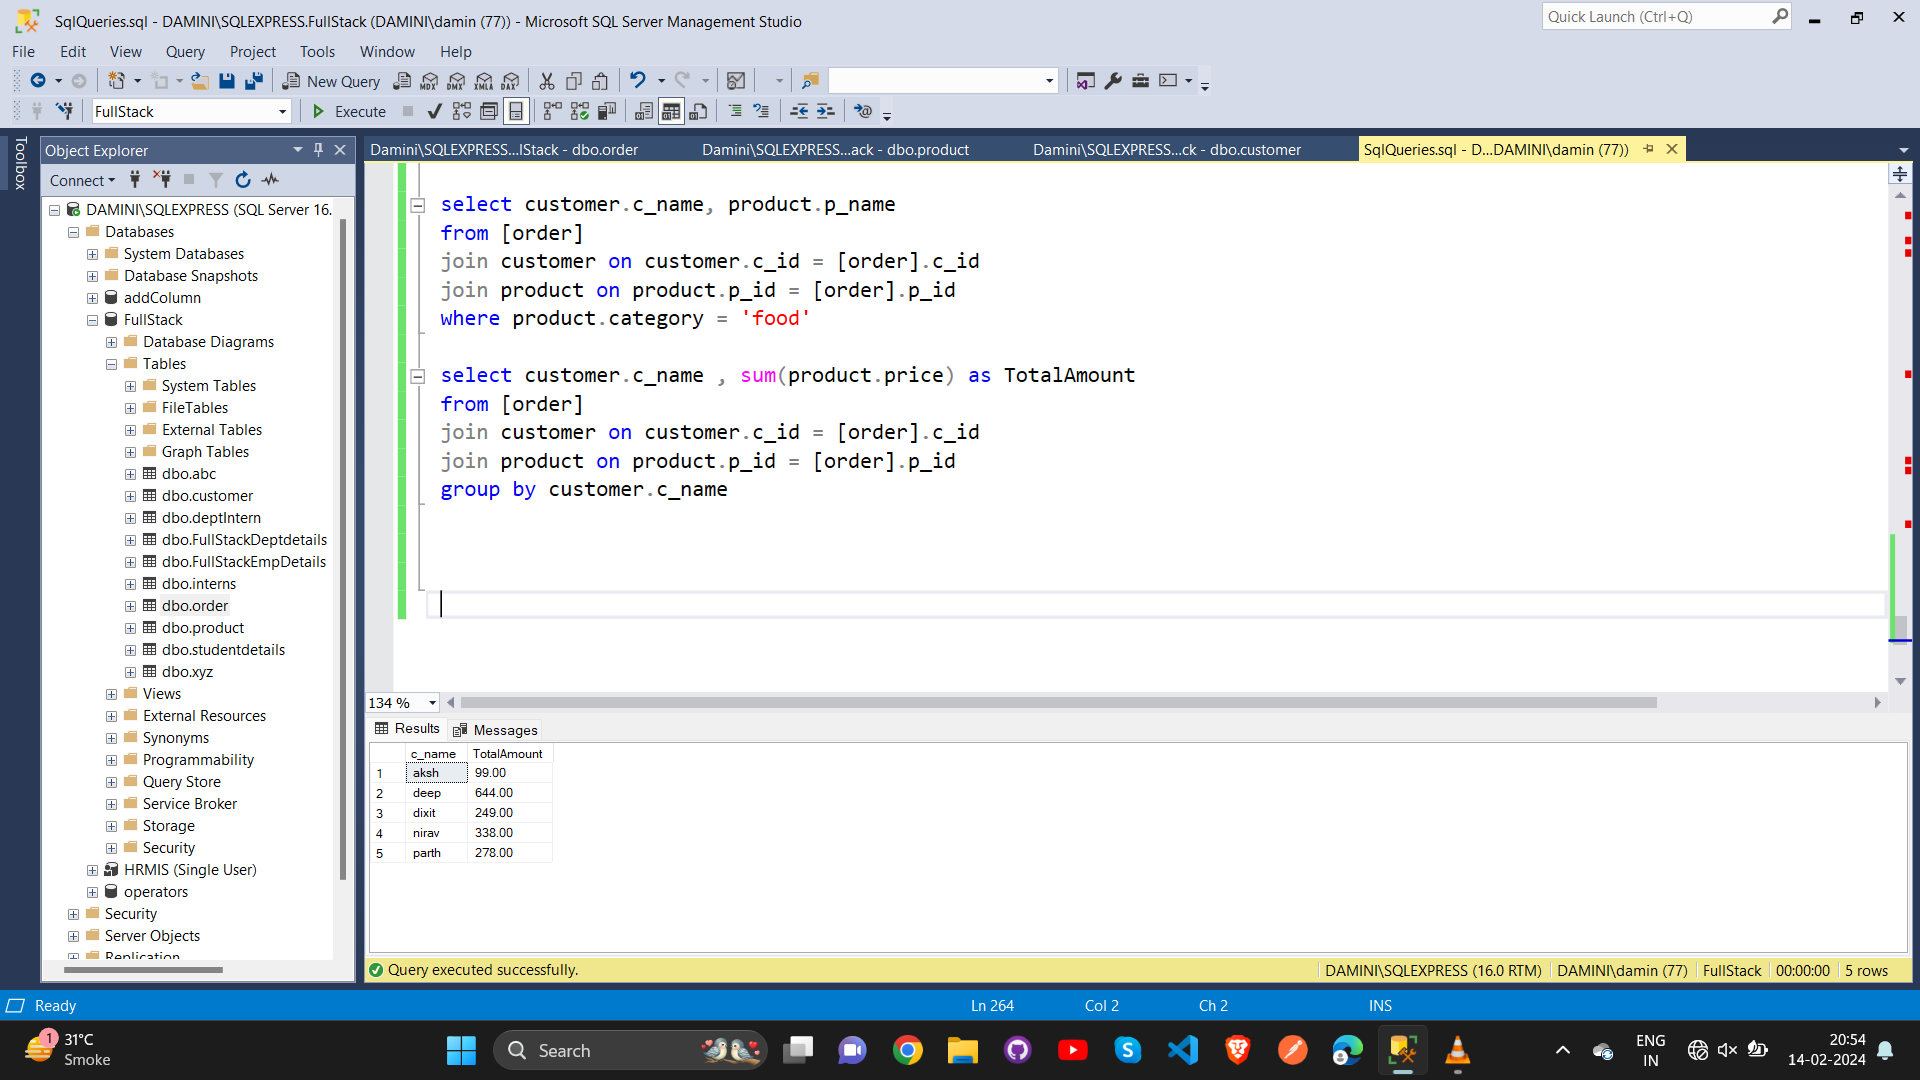 SqlQueries.sql - DAMINI\SQLEXPRESS.FullStack (DAMINI\damin (77)) - Microsoft SQL Server Management Studio
Quick Launch (Ctrl+Q)
File Edit View Query Project Tools Window Help
New Query MDX DMX XMLA DAX
FullStack Execute
Toolbox
Object Explorer
Connect
DAMINI\SQLEXPRESS (SQL Server 16.
Databases
System Databases
Database Snapshots
addColumn
FullStack
Database Diagrams
Tables
System Tables
FileTables
External Tables
Graph Tables
dbo.abc
dbo.customer
dbo.deptIntern
dbo.FullStackDeptdetails
dbo.FullStackEmpDetails
dbo.interns
dbo.order
dbo.product
dbo.studentdetails
dbo.xyz
Views
External Resources
Synonyms
Programmability
Query Store
Service Broker
Storage
Security
HRMIS (Single User)
operators
Security
Server Objects
Replication
Damini\SQLEXPRESS...lStack - dbo.order Damini\SQLEXPRESS...ack - dbo.product Damini\SQLEXPRESS...ck - dbo.customer SqlQueries.sql - D...DAMINI\damin (77))
select customer.c_name, product.p_name
from [order]
join customer on customer.c_id = [order].c_id
join product on product.p_id = [order].p_id
where product.category = 'food'
select customer.c_name , sum(product.price) as TotalAmount
from [order]
join customer on customer.c_id = [order].c_id
join product on product.p_id = [order].p_id
group by customer.c_name
134 %
Results Messages
c_name TotalAmount
1 aksh 99.00
2 deep 644.00
3 dixit 249.00
4 nirav 338.00
5 parth 278.00
Query executed successfully. DAMINI\SQLEXPRESS (16.0 RTM) DAMINI\damin (77) FullStack 00:00:00 5 rows
Ready Ln 264 Col 2 Ch 2 INS
1 31°C
Smoke
Search
ENG
IN
20:54
14-02-2024